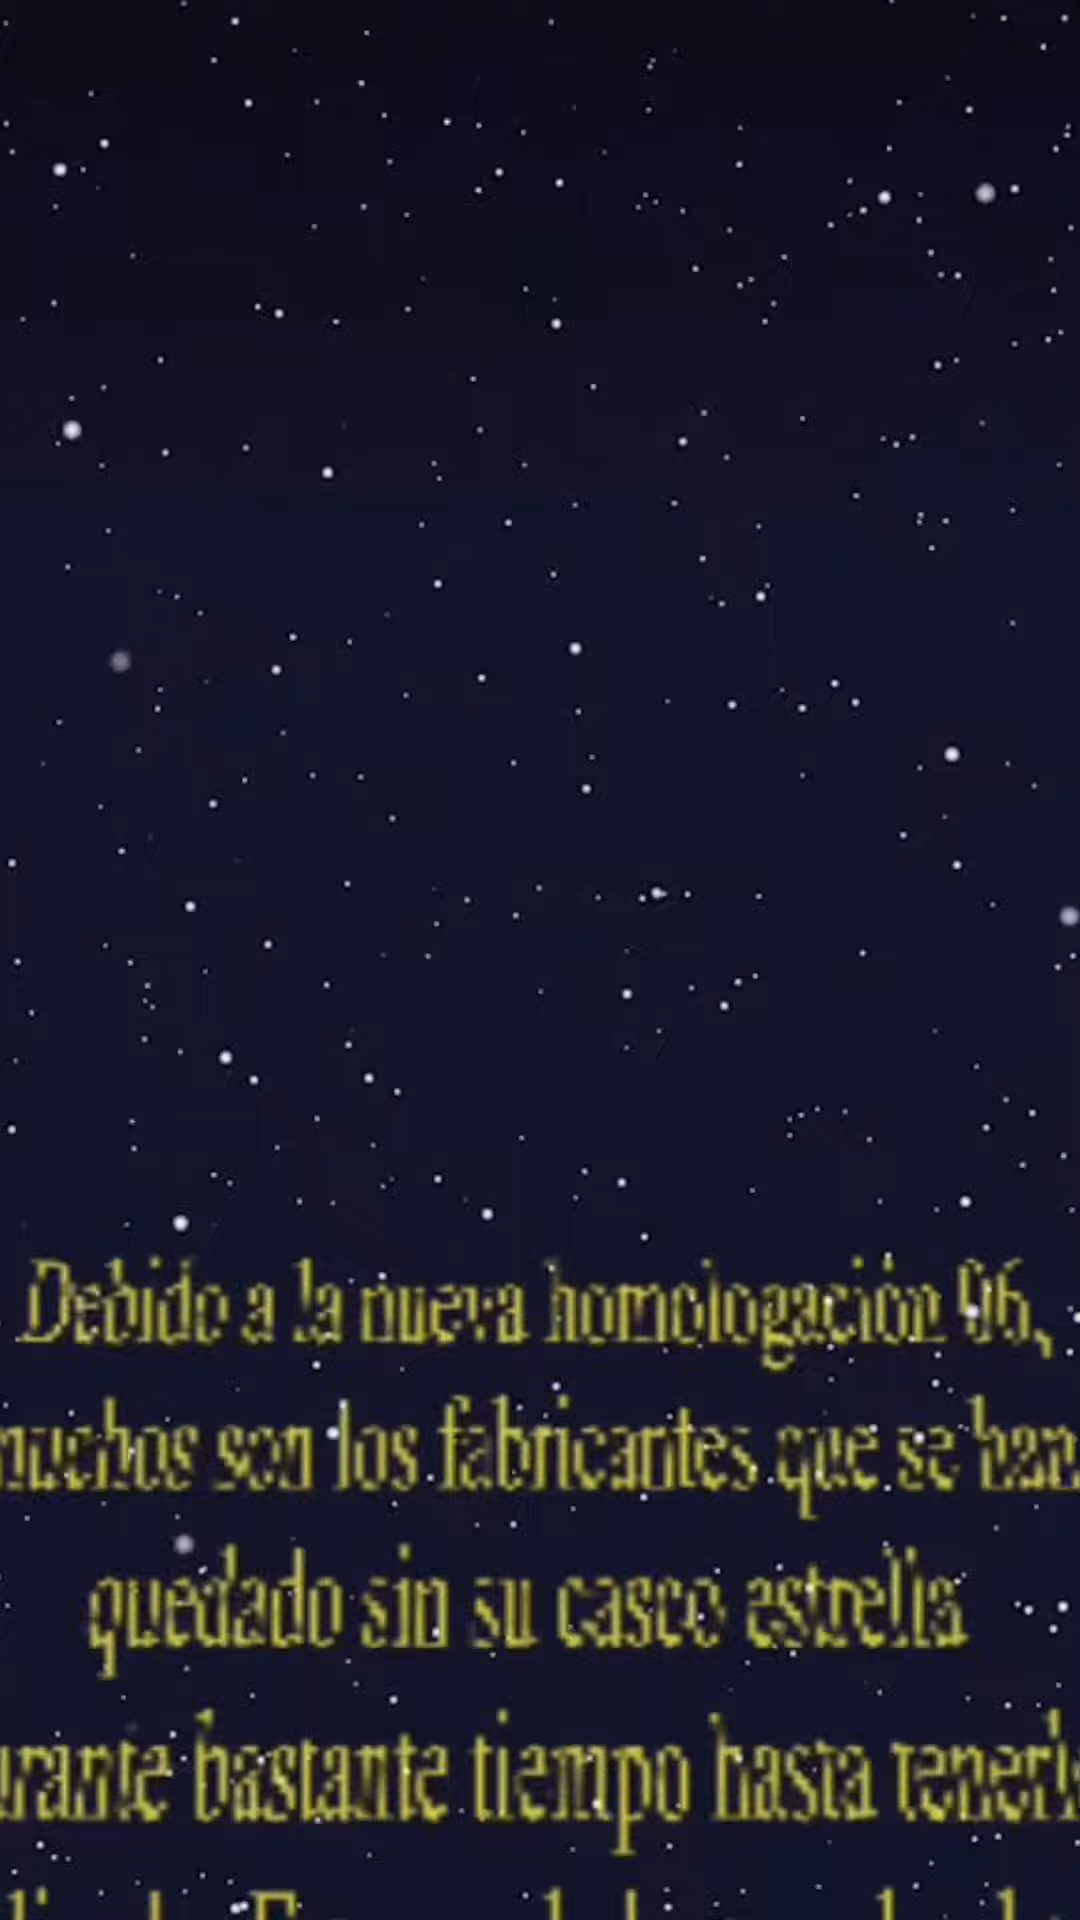 Debido a la nueva homologación 06,
muchos son los fabricantes que se han
quedado sin su casco estrella
durante bastante tiempo hasta tenerlo